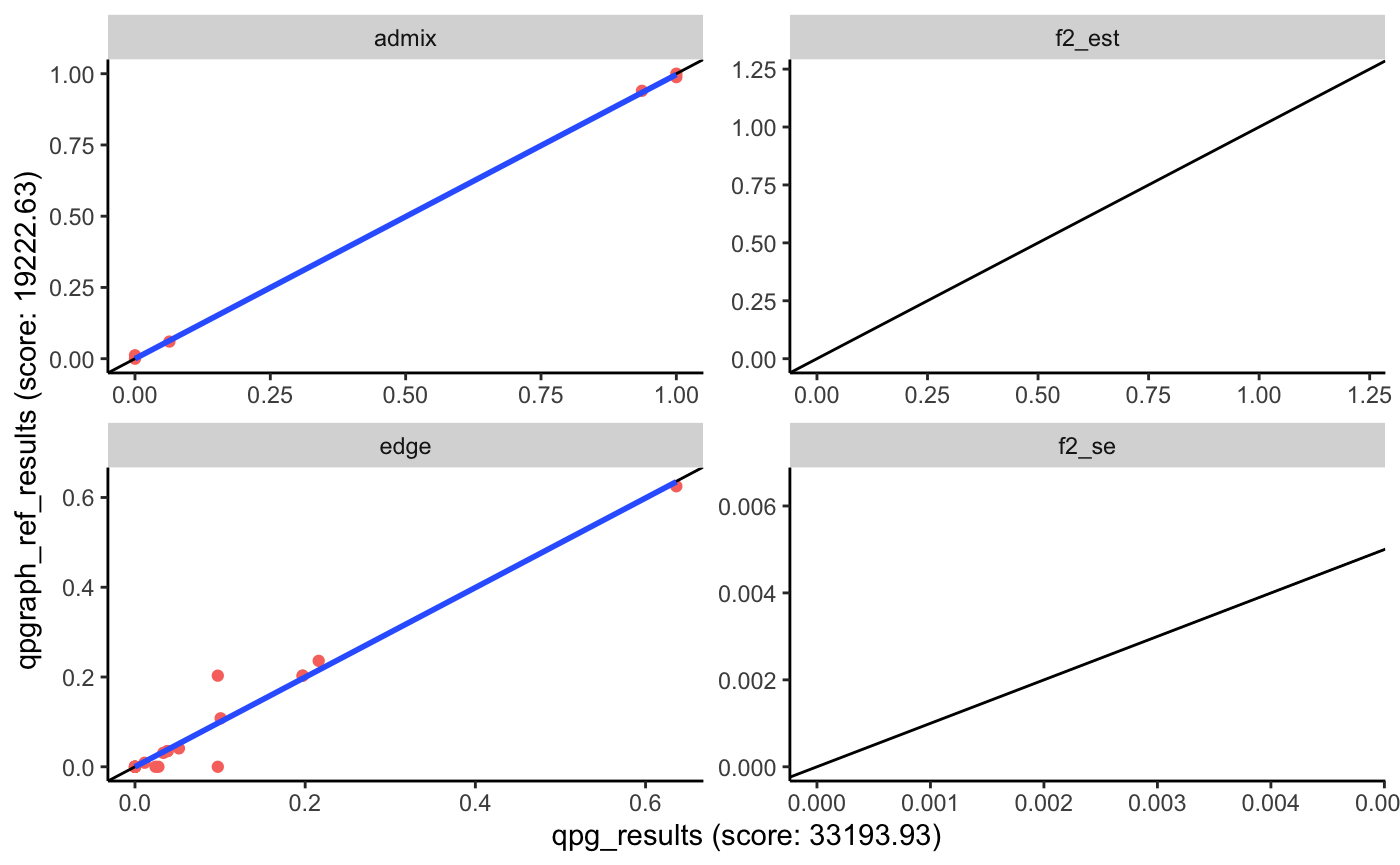 admix
f2_est
1.00
0.75
0.50
0.25
0.00
0.00 0.25 0.50 0.75 1.00
1.25
1.00
0.75
0.50
0.25
0.00
0.00 0.25 0.50 0.75 1.00 1.25
edge
f2_se
0.6
0.4
0.2
0.0
0.0 0.2 0.4 0.6
0.006
0.004
0.002
0.000
0.000 0.001 0.002 0.003 0.004 0.00
qpgraph_ref_results (score: 19222.63)
qpg_results (score: 33193.93)